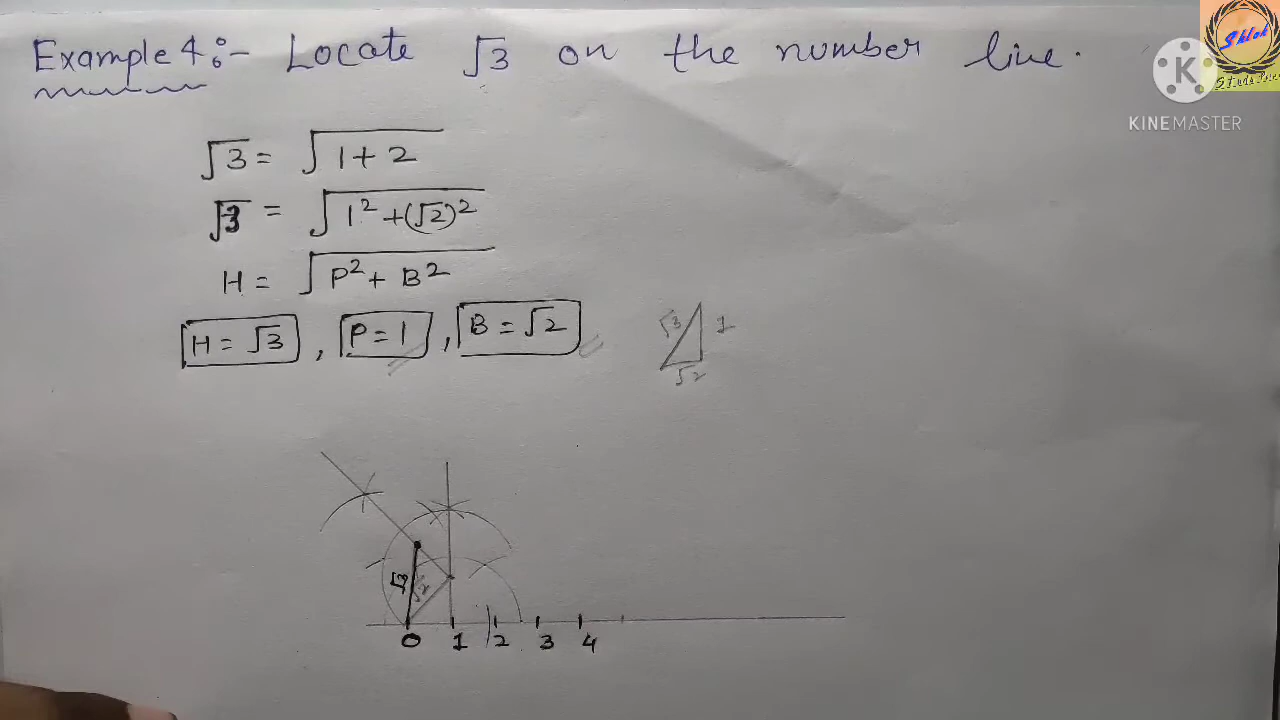 Example 4:- Locate √3 on the number line.
K
KINEMASTER
√3 = √1+2
√3 = √1²+(√2)²
H = √P²+B²
H = √3 , P = 1 , B = √2
√3 1
√2
√3 √2
0 1 2 3 4